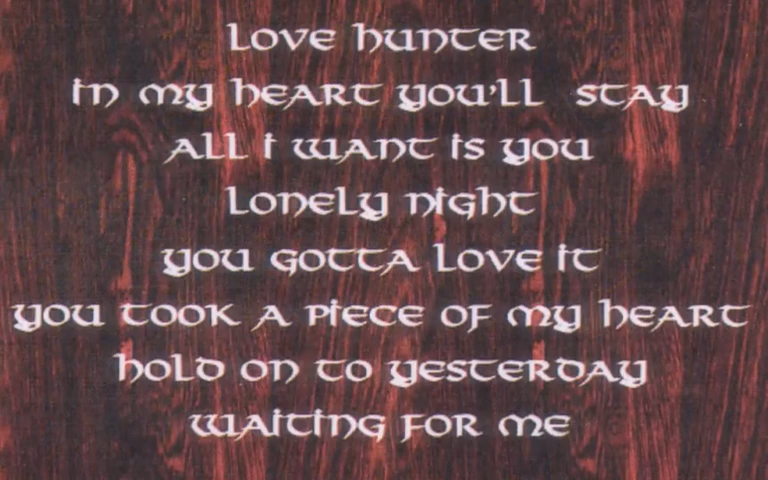 Love Hunter
In My Heart You'll Stay
All I Want Is You
Lonely Night
You Gotta Love It
You Took A Piece Of My Heart
Hold On To Yesterday
Waiting For Me